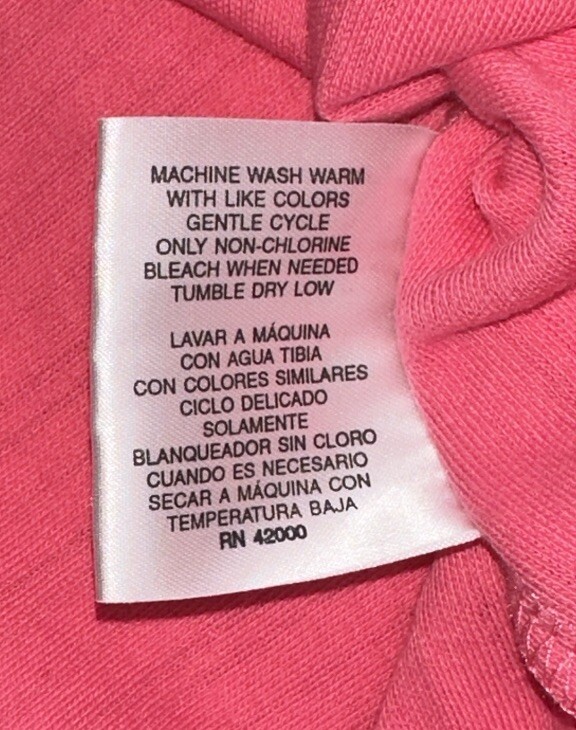 MACHINE WASH WARM
WITH LIKE COLORS
GENTLE CYCLE
ONLY NON-CHLORINE
BLEACH WHEN NEEDED
TUMBLE DRY LOW
LAVAR A MÁQUINA
CON AGUA TIBIA
CON COLORES SIMILARES
CICLO DELICADO
SOLAMENTE
BLANQUEADOR SIN CLORO
CUANDO ES NECESARIO
SECAR A MÁQUINA CON
TEMPERATURA BAJA
RN 42000